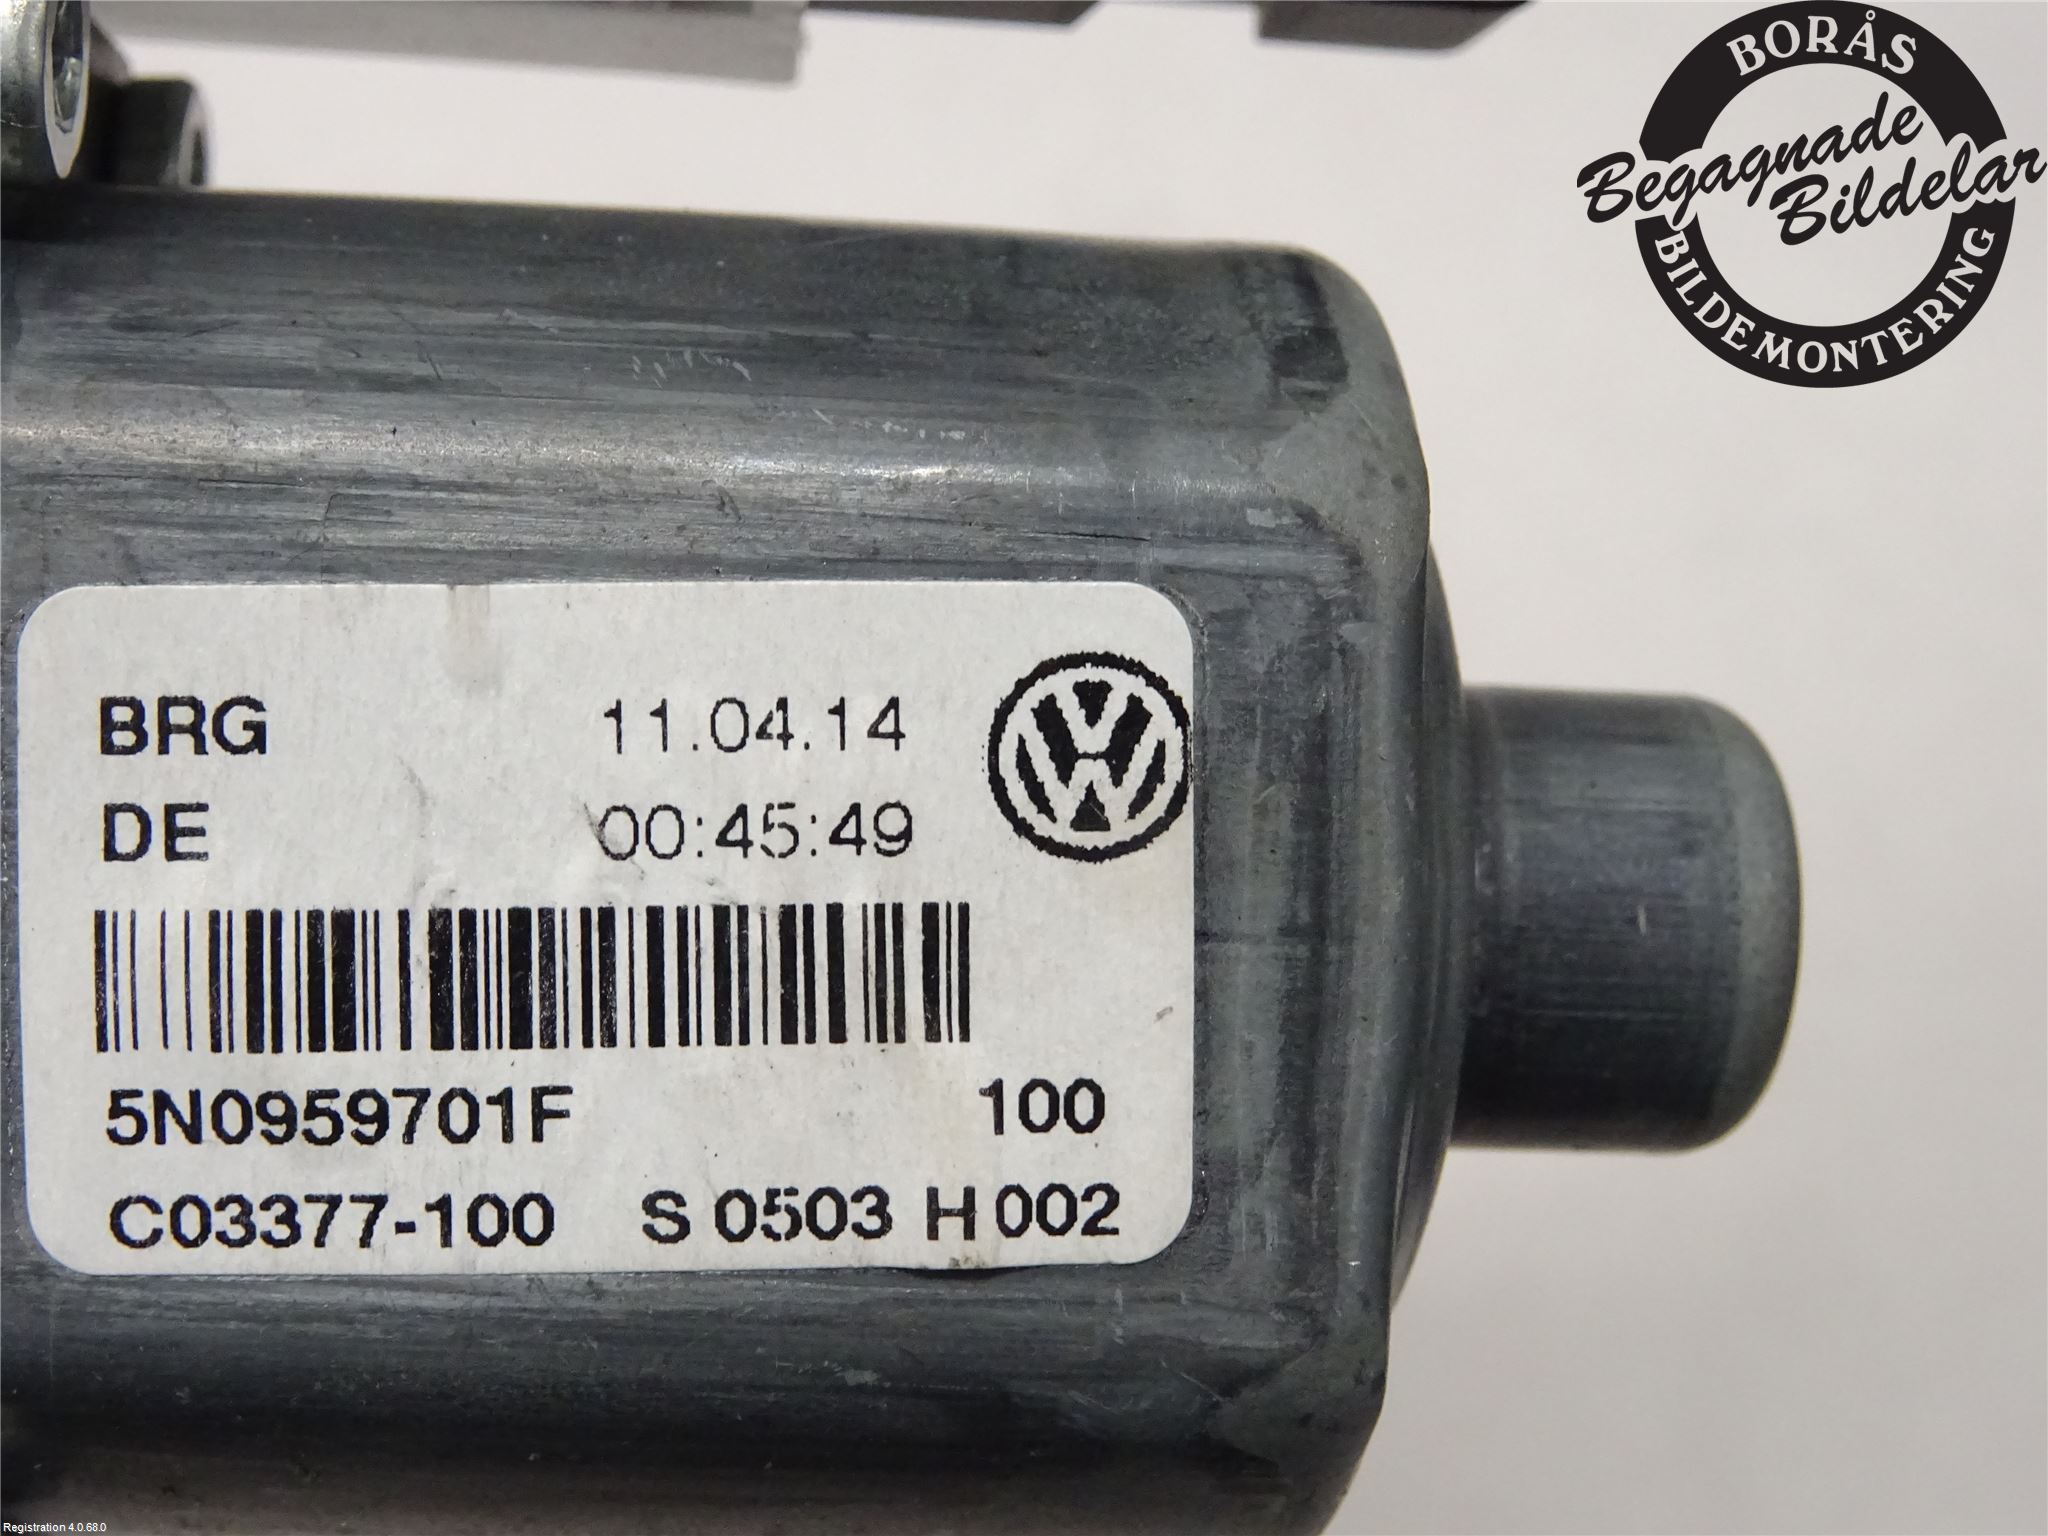 BORÅS
Begagnade
Bildelar
BILDEMONTERING
BRG 11.04.14
DE 00:45:49
5N0959701F 100
C03377-100 S 0503 H 002
Registration 4.0.68.0